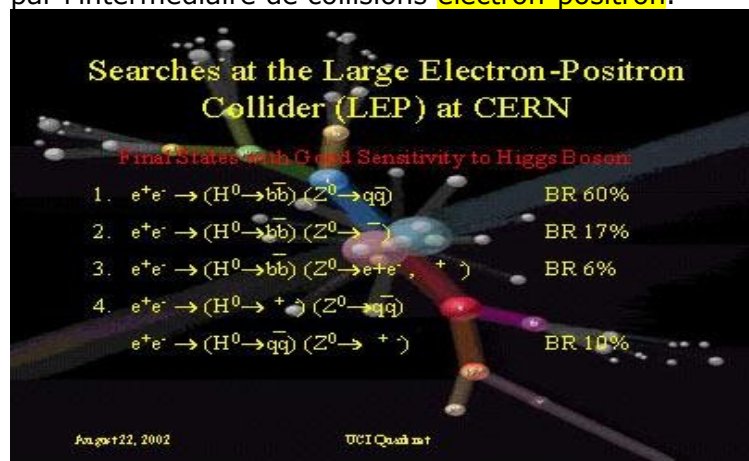 par l'intermédiaire de collisions électron-positron.
Searches at the Large Electron-Positron
Collider (LEP) at CERN
Final States with Good Sensitivity to Higgs Boson:
1. e⁺e⁻ → (H⁰→bb̅) (Z⁰→qq̅) BR 60%
2. e⁺e⁻ → (H⁰→bb̅) (Z⁰→ ‾) BR 17%
3. e⁺e⁻ → (H⁰→bb̅) (Z⁰→e+e⁻, ⁺ ⁻) BR 6%
4. e⁺e⁻ → (H⁰→ ⁺ ⁻) (Z⁰→qq̅)
e⁺e⁻ → (H⁰→qq̅) (Z⁰→ ⁺ ⁻) BR 10%
August 22, 2002 UCI Quarknet